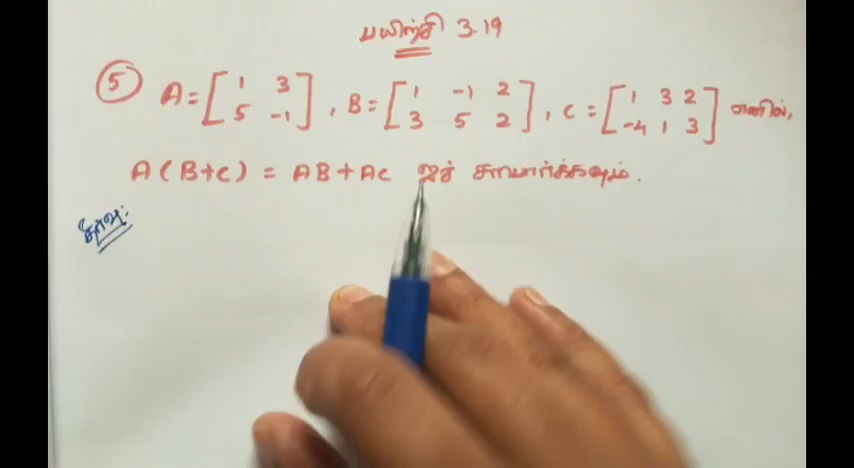 பயிற்சி 3.19
5 A = [ 1 3 5 -1 ] , B = [ 1 -1 2 3 5 2 ] , C = [ 1 3 2 -4 1 3 ] எனில்,
A ( B + C ) = AB + AC ஐச் சரிபார்க்கவும்.
தீர்வு: